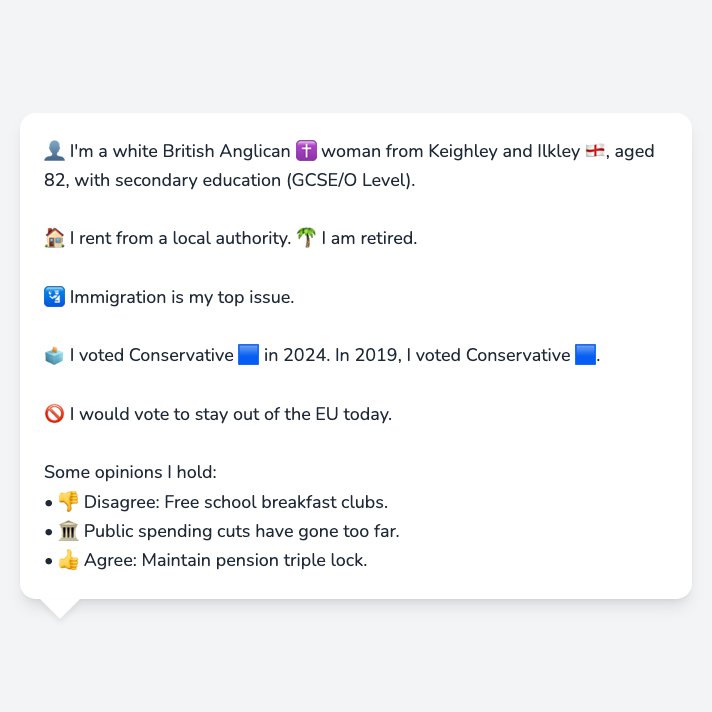 👤 I'm a white British Anglican ✝️ woman from Keighley and Ilkley 🏴󠁧󠁢󠁥󠁮󠁧󠁿, aged
82, with secondary education (GCSE/O Level).
🏠 I rent from a local authority. 🌴 I am retired.
🛂 Immigration is my top issue.
🗳️ I voted Conservative 🟦 in 2024. In 2019, I voted Conservative 🟦.
🚫 I would vote to stay out of the EU today.
Some opinions I hold:
• 👎 Disagree: Free school breakfast clubs.
• 🏛️ Public spending cuts have gone too far.
• 👍 Agree: Maintain pension triple lock.